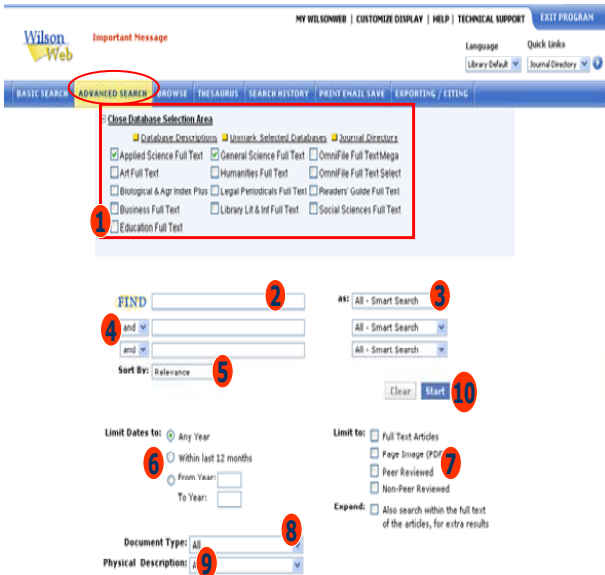 MY WILSONWEB | CUSTOMIZE DISPLAY | HELP | TECHNICAL SUPPORT EXIT PROGRAM
Wilson Web
Important Message
Language Quick Links
Library Default Journal Directory
BASIC SEARCH ADVANCED SEARCH BROWSE THESAURUS SEARCH HISTORY PRINT EMAIL SAVE EXPORTING / CITING
Close Database Selection Area
Database Descriptions Unmark Selected Databases Journal Directory
Applied Science Full Text General Science Full Text OmniFile Full TextMega
Art Full Text Humanities Full Text OmniFile Full Text Select
Biological & Agr Index Plus Legal Periodicals Full Text Readers' Guide Full Text
Business Full Text Library Lit & Inf Full Text Social Sciences Full Text
1 Education Full Text
FIND 2 as: All - Smart Search 3
4 and All - Smart Search
and All - Smart Search
Sort By: Relevance 5
Clear Start 10
Limit Dates to: Any Year Limit to: Full Text Articles
6 Within last 12 months Page Image (PDF 7
From Year: Peer Reviewed
To Year: Non-Peer Reviewed
Expand: Also search within the full text
of the articles, for extra results
Document Type: All 8
Physical Description: 9